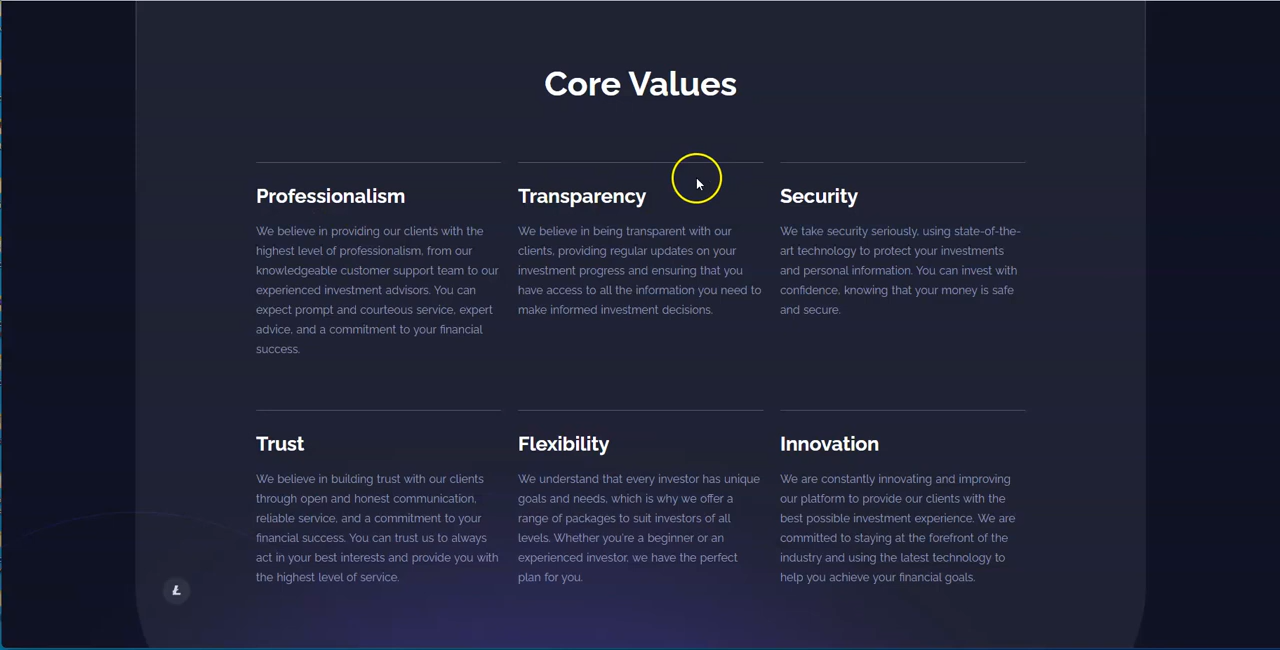 Core Values
Professionalism
We believe in providing our clients with the
highest level of professionalism, from our
knowledgeable customer support team to our
experienced investment advisors. You can
expect prompt and courteous service, expert
advice, and a commitment to your financial
success.
Transparency
We believe in being transparent with our
clients, providing regular updates on your
investment progress and ensuring that you
have access to all the information you need to
make informed investment decisions.
Security
We take security seriously, using state-of-the-
art technology to protect your investments
and personal information. You can invest with
confidence, knowing that your money is safe
and secure.
Trust
We believe in building trust with our clients
through open and honest communication,
reliable service, and a commitment to your
financial success. You can trust us to always
act in your best interests and provide you with
the highest level of service.
Flexibility
We understand that every investor has unique
goals and needs, which is why we offer a
range of packages to suit investors of all
levels. Whether you're a beginner or an
experienced investor, we have the perfect
plan for you.
Innovation
We are constantly innovating and improving
our platform to provide our clients with the
best possible investment experience. We are
committed to staying at the forefront of the
industry and using the latest technology to
help you achieve your financial goals.